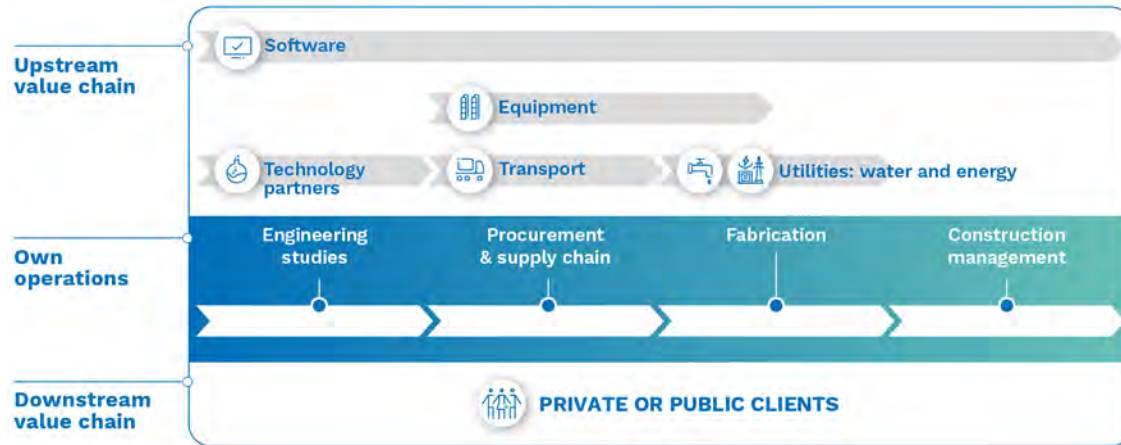 Upstream
value chain
Software
Equipment
Technology
partners
Transport
Utilities: water and energy
Own
operations
Engineering
studies
Procurement
& supply chain
Fabrication
Construction
management
Downstream
value chain
PRIVATE OR PUBLIC CLIENTS